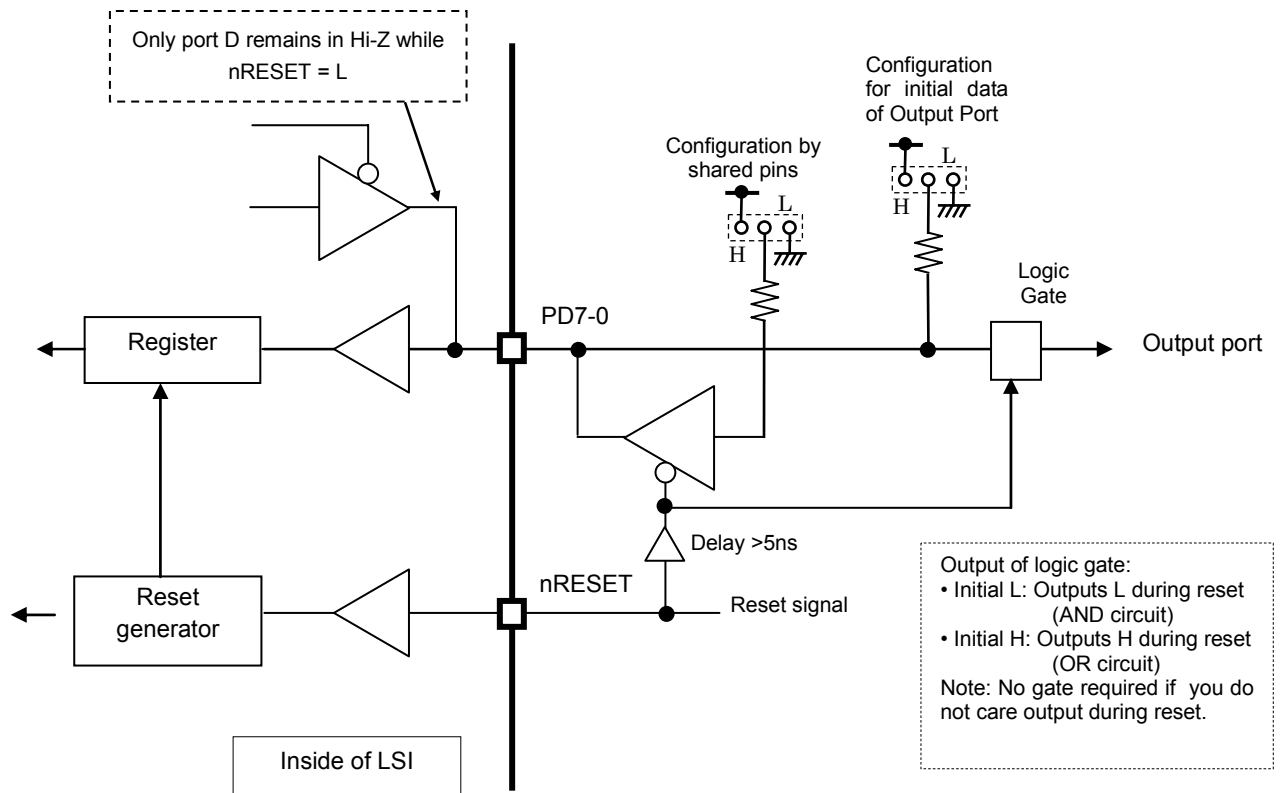 Only port D remains in Hi-Z while
nRESET = L
Configuration
for initial data
of Output Port
L
H
Configuration by
shared pins
L
H
Logic
Gate
PD7-0
Register
Output port
Delay >5ns
nRESET
Reset signal
Reset
generator
Output of logic gate:
• Initial L: Outputs L during reset
(AND circuit)
• Initial H: Outputs H during reset
(OR circuit)
Note: No gate required if you do
not care output during reset.
Inside of LSI